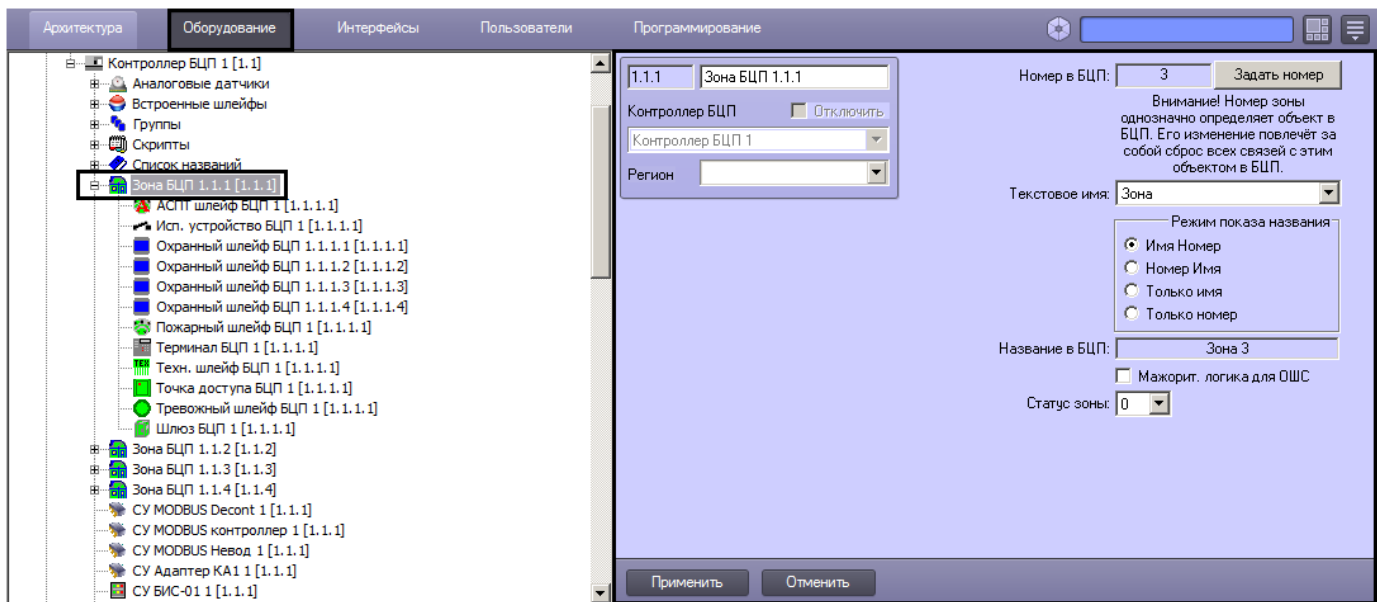 Архитектура Оборудование Интерфейсы Пользователи Программирование
Контроллер БЦП 1 [1.1]
Аналоговые датчики
Встроенные шлейфы
Группы
Скрипты
Список названий
Зона БЦП 1.1.1 [1.1.1]
АСПТ шлейф БЦП 1 [1.1.1.1]
Исп. устройство БЦП 1 [1.1.1.1]
Охранный шлейф БЦП 1.1.1.1 [1.1.1.1]
Охранный шлейф БЦП 1.1.1.2 [1.1.1.2]
Охранный шлейф БЦП 1.1.1.3 [1.1.1.3]
Охранный шлейф БЦП 1.1.1.4 [1.1.1.4]
Пожарный шлейф БЦП 1 [1.1.1.1]
Терминал БЦП 1 [1.1.1.1]
ТЕХ Техн. шлейф БЦП 1 [1.1.1.1]
Точка доступа БЦП 1 [1.1.1.1]
Тревожный шлейф БЦП 1 [1.1.1.1]
Шлюз БЦП 1 [1.1.1.1]
Зона БЦП 1.1.2 [1.1.2]
Зона БЦП 1.1.3 [1.1.3]
Зона БЦП 1.1.4 [1.1.4]
СУ MODBUS Decont 1 [1.1.1]
СУ MODBUS контроллер 1 [1.1.1]
СУ MODBUS Невод 1 [1.1.1]
СУ Адаптер КА1 1 [1.1.1]
СУ БИС-01 1 [1.1.1]
1.1.1 Зона БЦП 1.1.1
Контроллер БЦП Отключить
Контроллер БЦП 1
Регион
Номер в БЦП: 3 Задать номер
Внимание! Номер зоны
однозначно определяет объект в
БЦП. Его изменение повлечёт за
собой сброс всех связей с этим
объектом в БЦП.
Текстовое имя: Зона
Режим показа названия
Имя Номер
Номер Имя
Только имя
Только номер
Название в БЦП: Зона 3
Мажорит. логика для ОШС
Статус зоны: 0
Применить Отменить